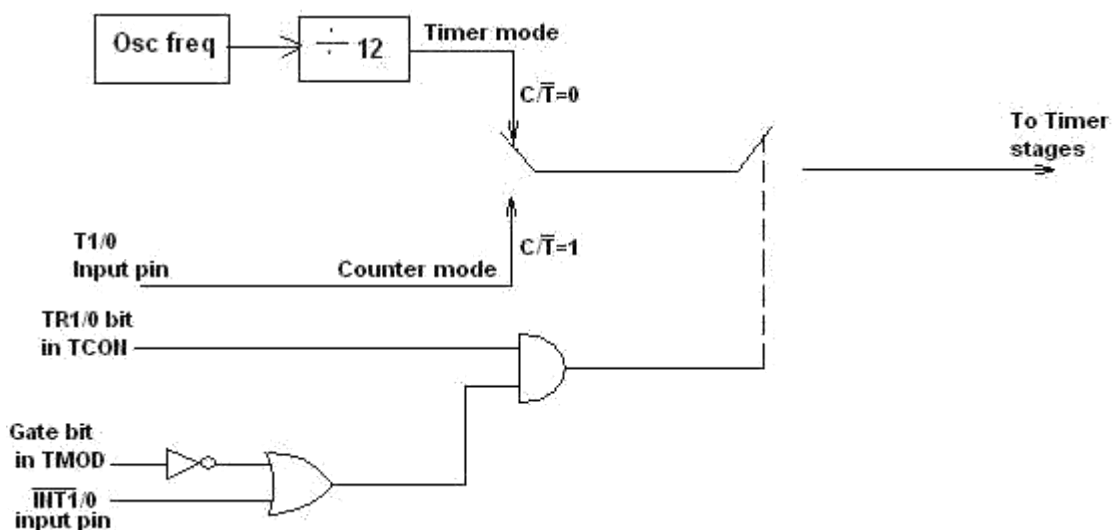 Osc freq
÷ 12
Timer mode
C/T̅=0
To Timer
stages
T1/0
Input pin
Counter mode
C/T̅=1
TR1/0 bit
in TCON
Gate bit
in TMOD
I̅N̅T̅1̅/0
input pin